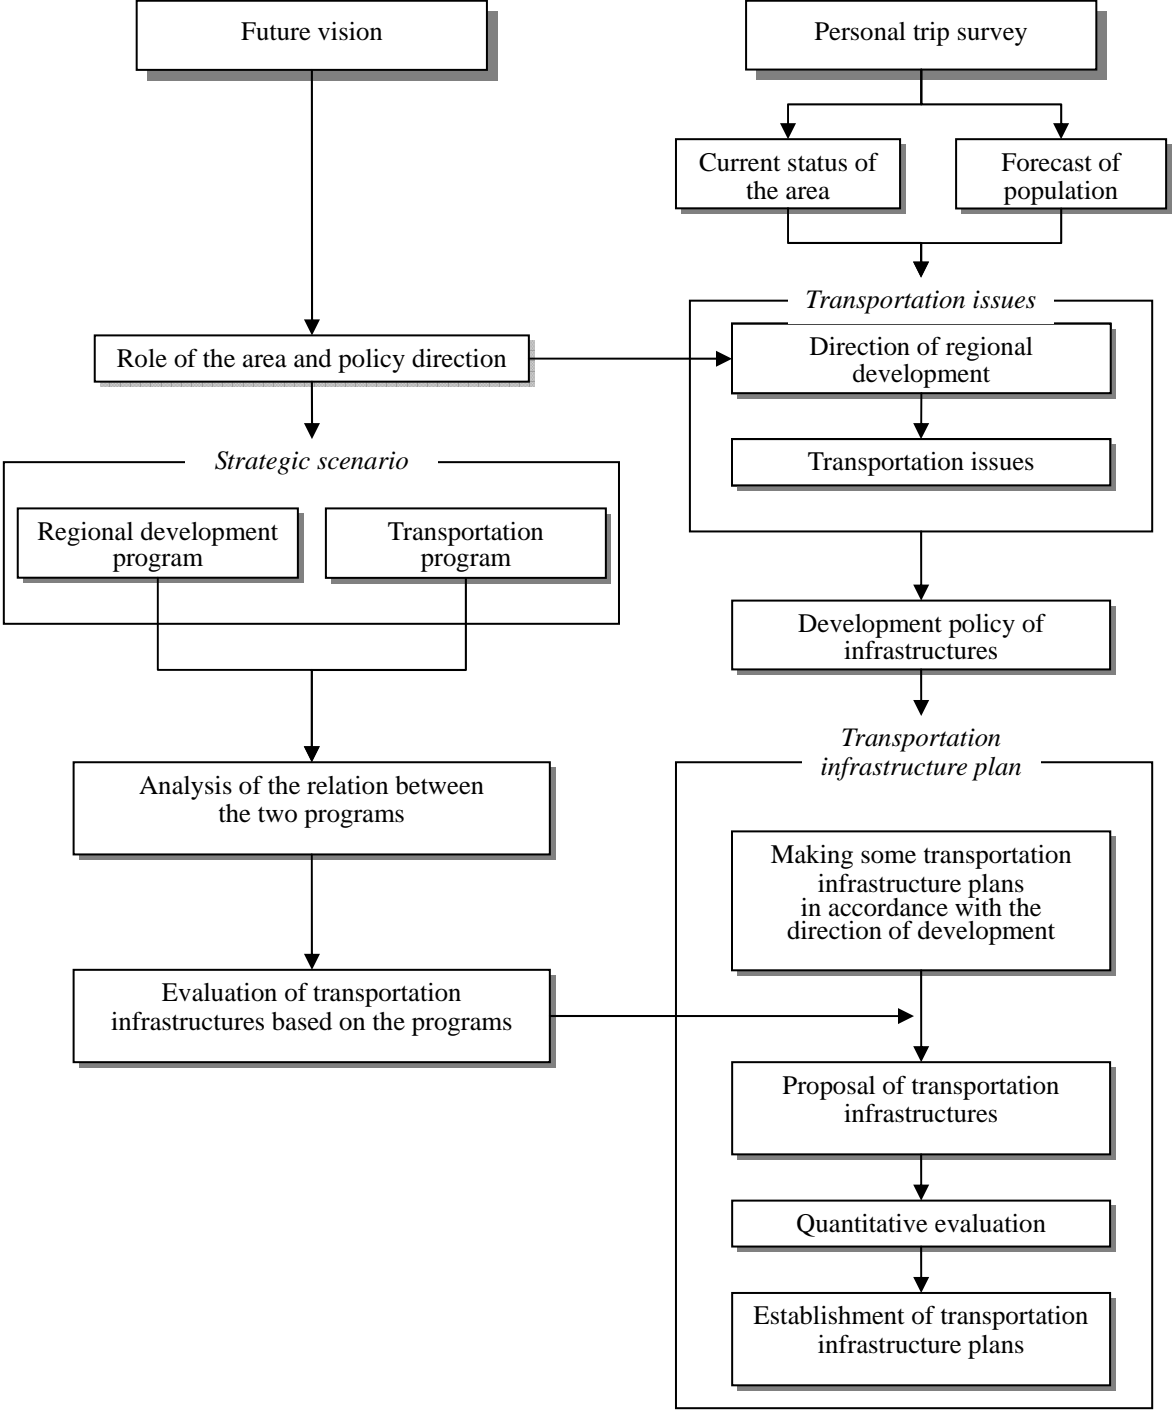 Future vision
Personal trip survey
Current status of
the area
Forecast of
population
Transportation issues
Role of the area and policy direction
Direction of regional
development
Transportation issues
Strategic scenario
Regional development
program
Transportation
program
Development policy of
infrastructures
Transportation
infrastructure plan
Analysis of the relation between
the two programs
Making some transportation
infrastructure plans
in accordance with the
direction of development
Evaluation of transportation
infrastructures based on the programs
Proposal of transportation
infrastructures
Quantitative evaluation
Establishment of transportation
infrastructure plans